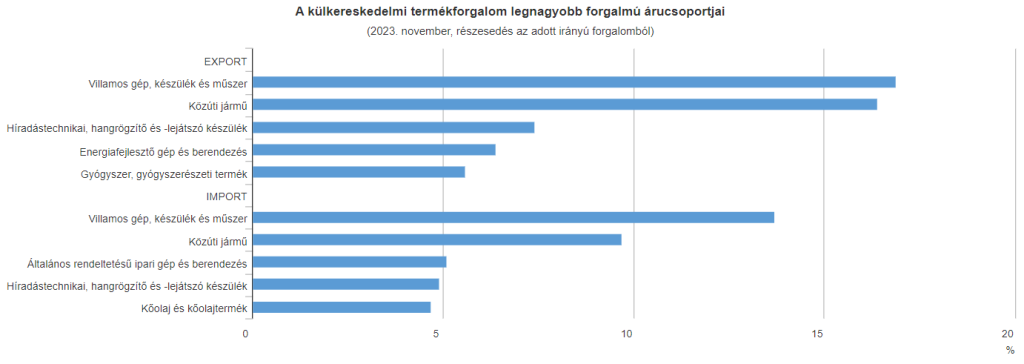 A külkereskedelmi termékforgalom legnagyobb forgalmú árucsoportjai
(2023. november, részesedés az adott irányú forgalomból)
EXPORT
Villamos gép, készülék és műszer
Közúti jármű
Híradástechnikai, hangrögzítő és -lejátszó készülék
Energiafejlesztő gép és berendezés
Gyógyszer, gyógyszerészeti termék
IMPORT
Villamos gép, készülék és műszer
Közúti jármű
Általános rendeltetésű ipari gép és berendezés
Híradástechnikai, hangrögzítő és -lejátszó készülék
Kőolaj és kőolajtermék
0 5 10 15 20
%